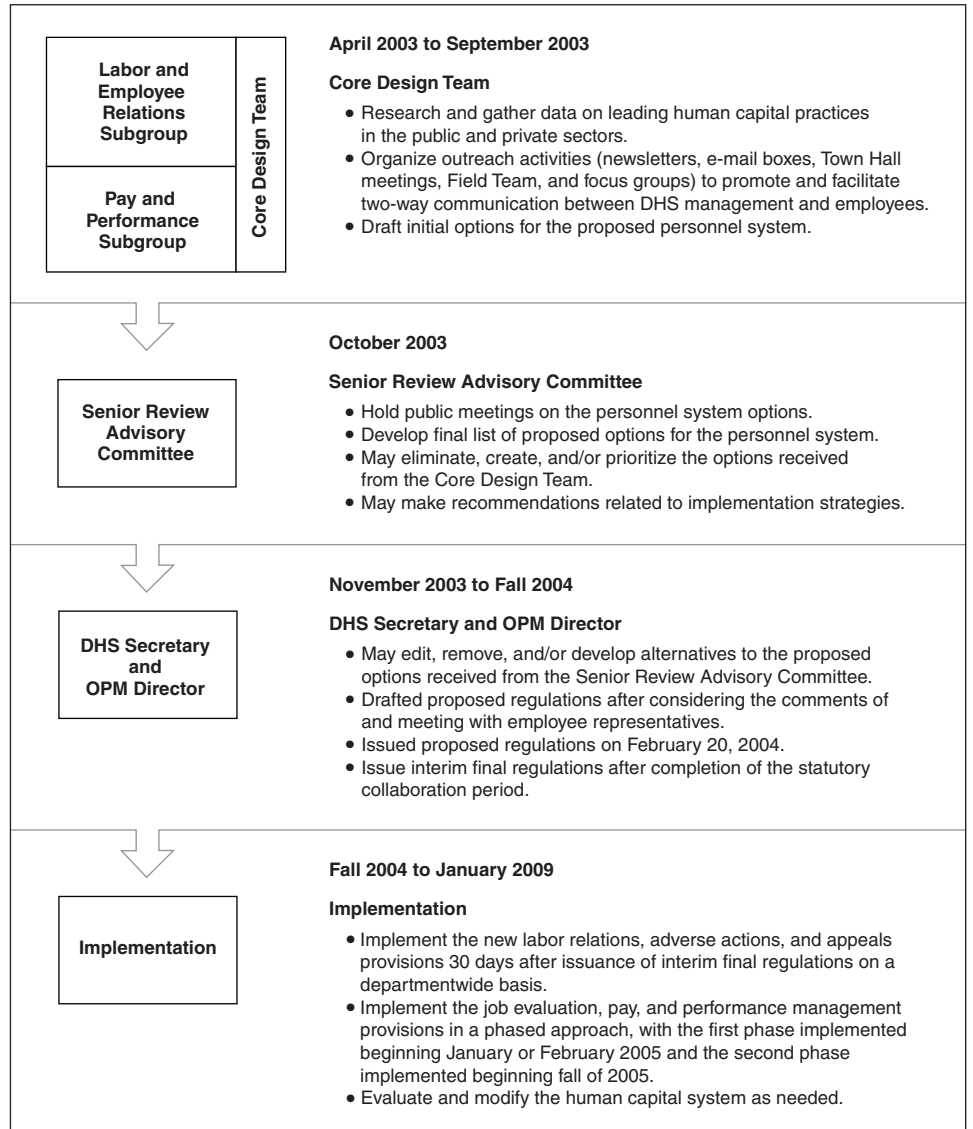 Labor and
Employee
Relations
Subgroup
Pay and
Performance
Subgroup
Core Design Team
April 2003 to September 2003
Core Design Team
• Research and gather data on leading human capital practices
in the public and private sectors.
• Organize outreach activities (newsletters, e-mail boxes, Town Hall
meetings, Field Team, and focus groups) to promote and facilitate
two-way communication between DHS management and employees.
• Draft initial options for the proposed personnel system.
Senior Review
Advisory
Committee
October 2003
Senior Review Advisory Committee
• Hold public meetings on the personnel system options.
• Develop final list of proposed options for the personnel system.
• May eliminate, create, and/or prioritize the options received
from the Core Design Team.
• May make recommendations related to implementation strategies.
DHS Secretary
and
OPM Director
November 2003 to Fall 2004
DHS Secretary and OPM Director
• May edit, remove, and/or develop alternatives to the proposed
options received from the Senior Review Advisory Committee.
• Drafted proposed regulations after considering the comments of
and meeting with employee representatives.
• Issued proposed regulations on February 20, 2004.
• Issue interim final regulations after completion of the statutory
collaboration period.
Implementation
Fall 2004 to January 2009
Implementation
• Implement the new labor relations, adverse actions, and appeals
provisions 30 days after issuance of interim final regulations on a
departmentwide basis.
• Implement the job evaluation, pay, and performance management
provisions in a phased approach, with the first phase implemented
beginning January or February 2005 and the second phase
implemented beginning fall of 2005.
• Evaluate and modify the human capital system as needed.